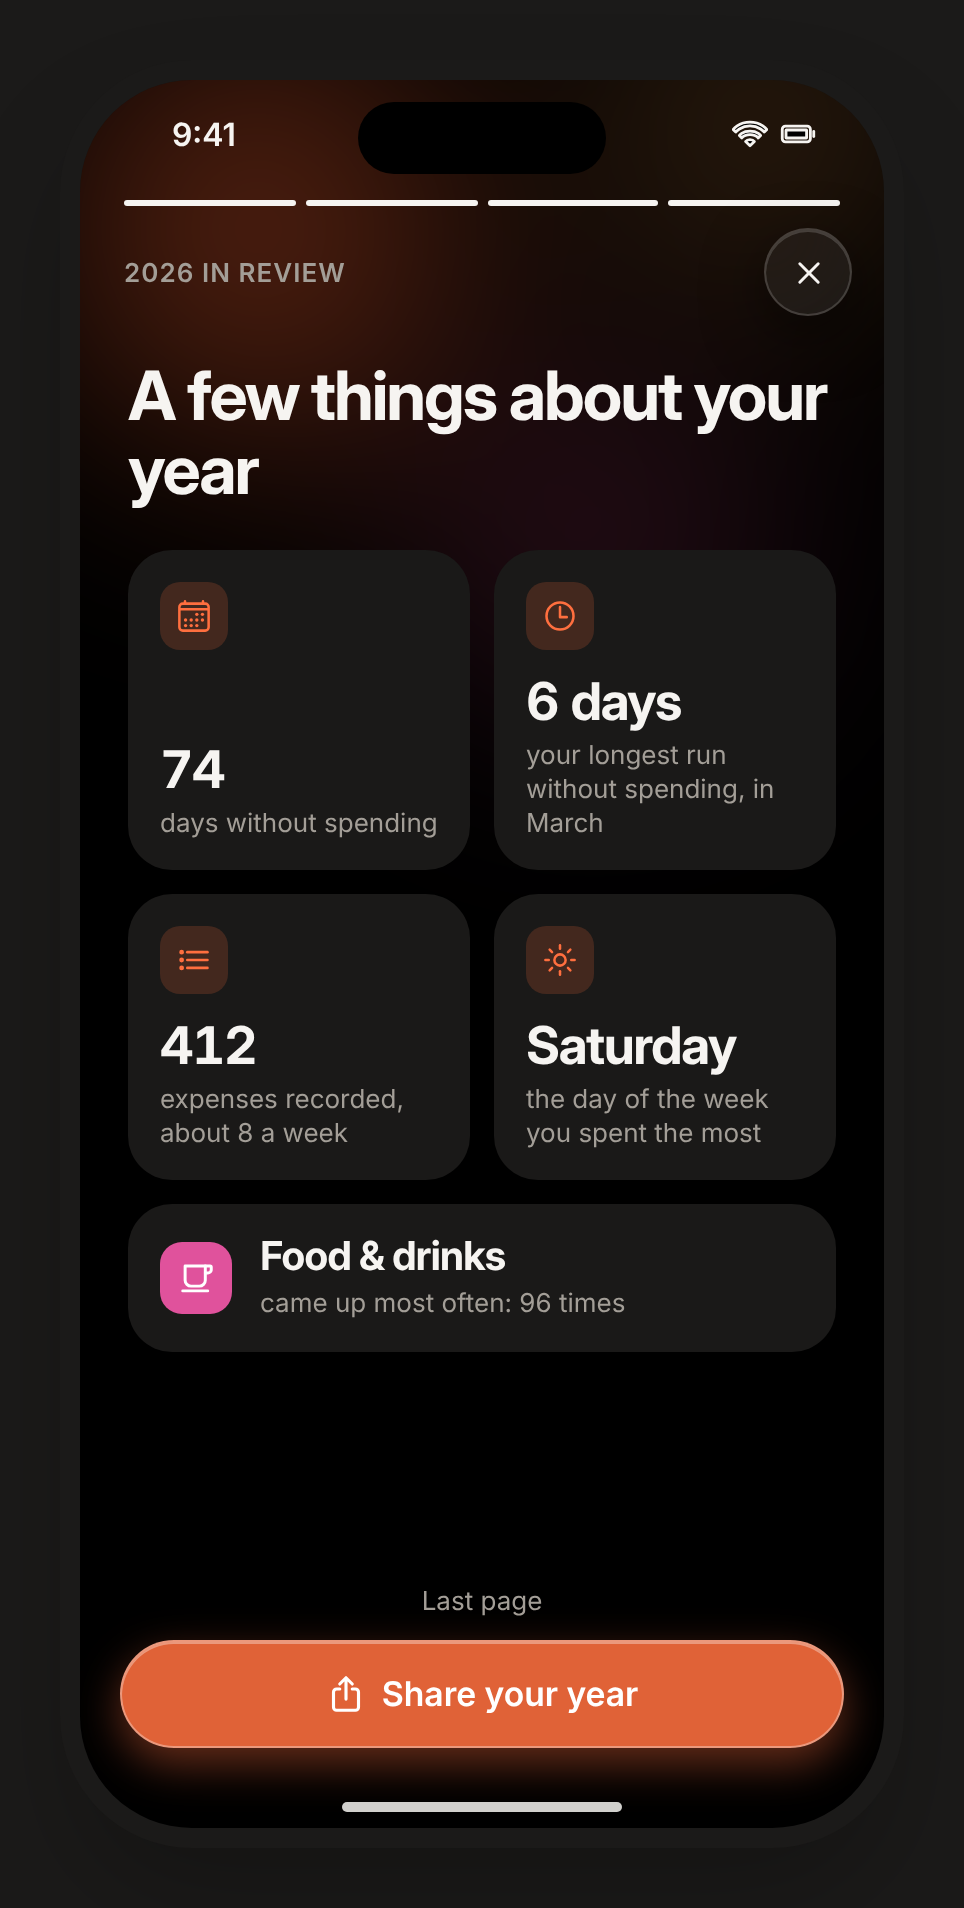 9:41
2026 IN REVIEW
A few things about your
year
74
days without spending
6 days
your longest run
without spending, in
March
412
expenses recorded,
about 8 a week
Saturday
the day of the week
you spent the most
Food & drinks
came up most often: 96 times
Last page
Share your year